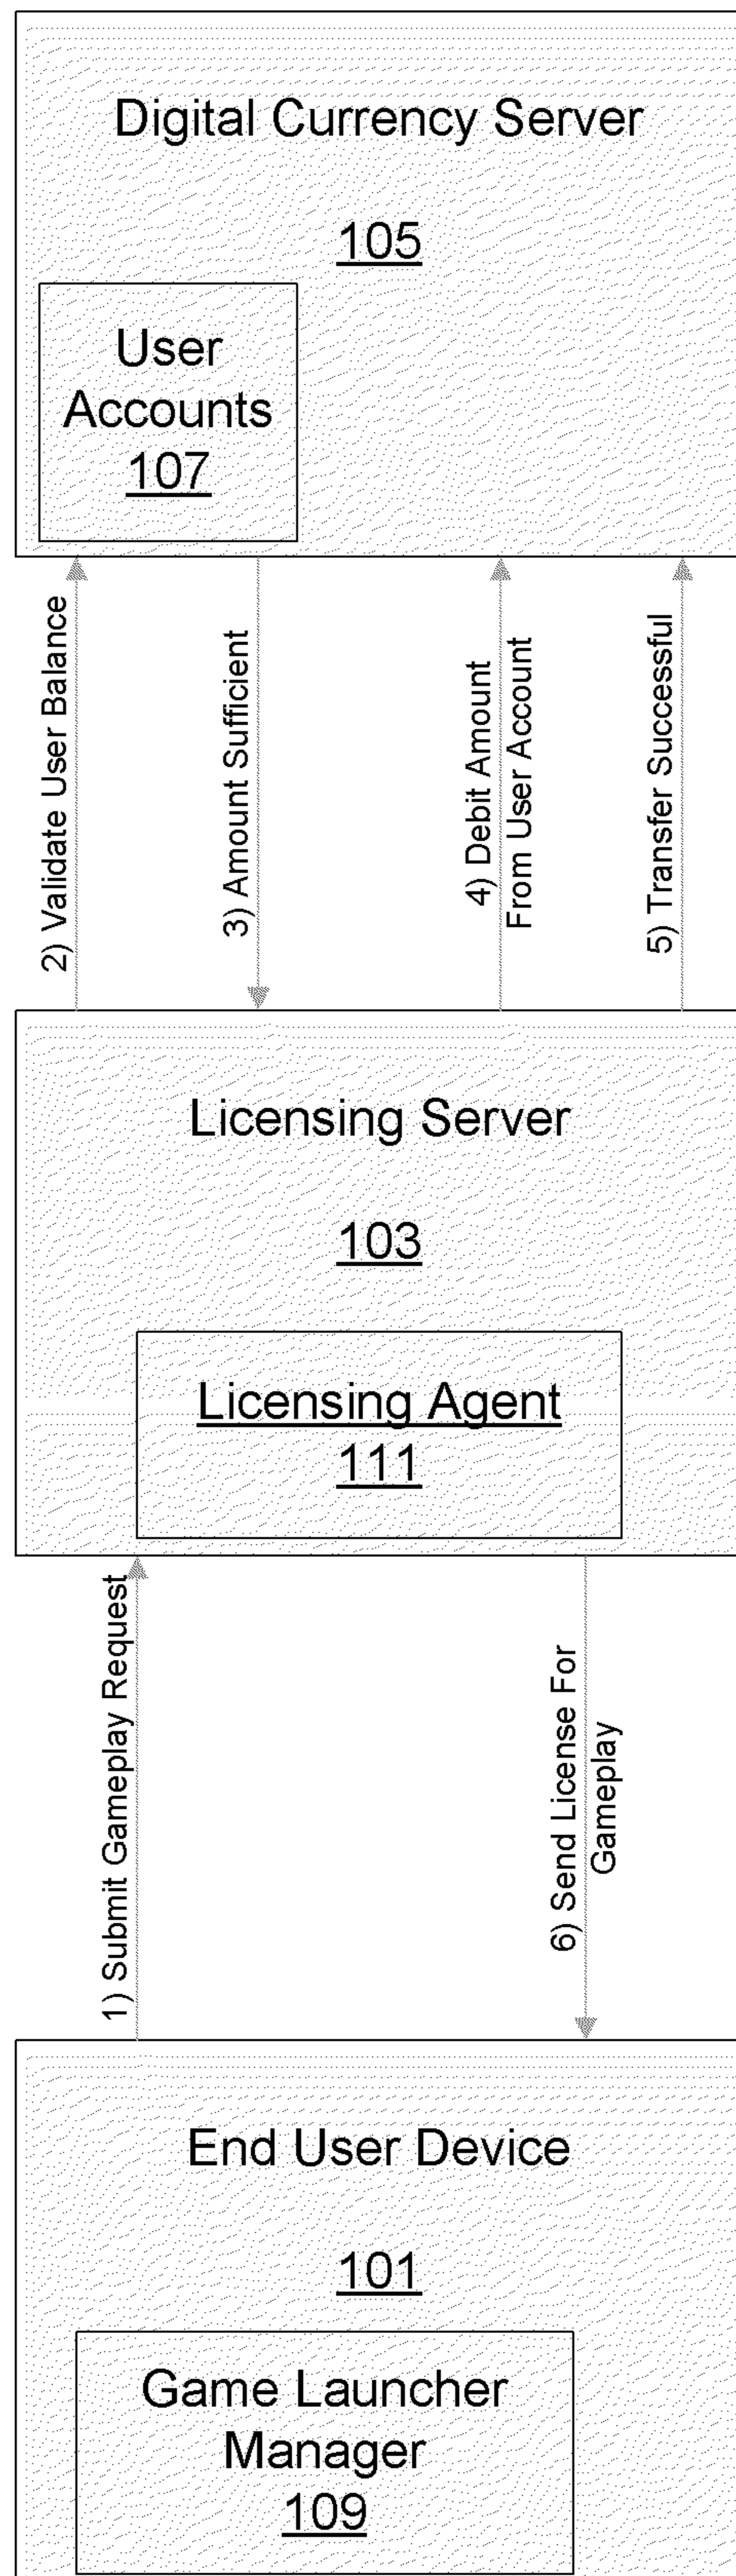 Digital Currency Server
105
User
Accounts
107
2) Validate User Balance
3) Amount Sufficient
4) Debit Amount
From User Account
5) Transfer Successful
Licensing Server
103
Licensing Agent
111
1) Submit Gameplay Request
6) Send License For
Gameplay
End User Device
101
Game Launcher
Manager
109